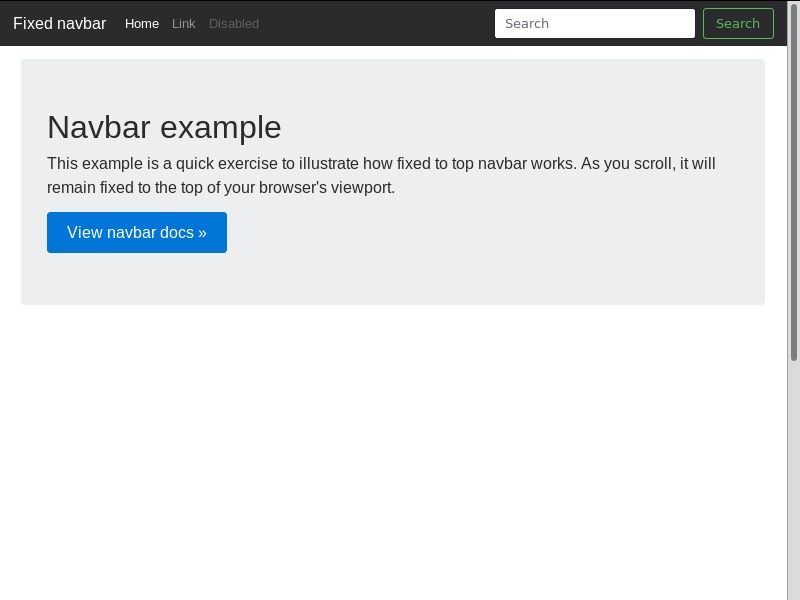 Fixed navbar Home Link Disabled Search Search
Navbar example
This example is a quick exercise to illustrate how fixed to top navbar works. As you scroll, it will
remain fixed to the top of your browser's viewport.
View navbar docs »